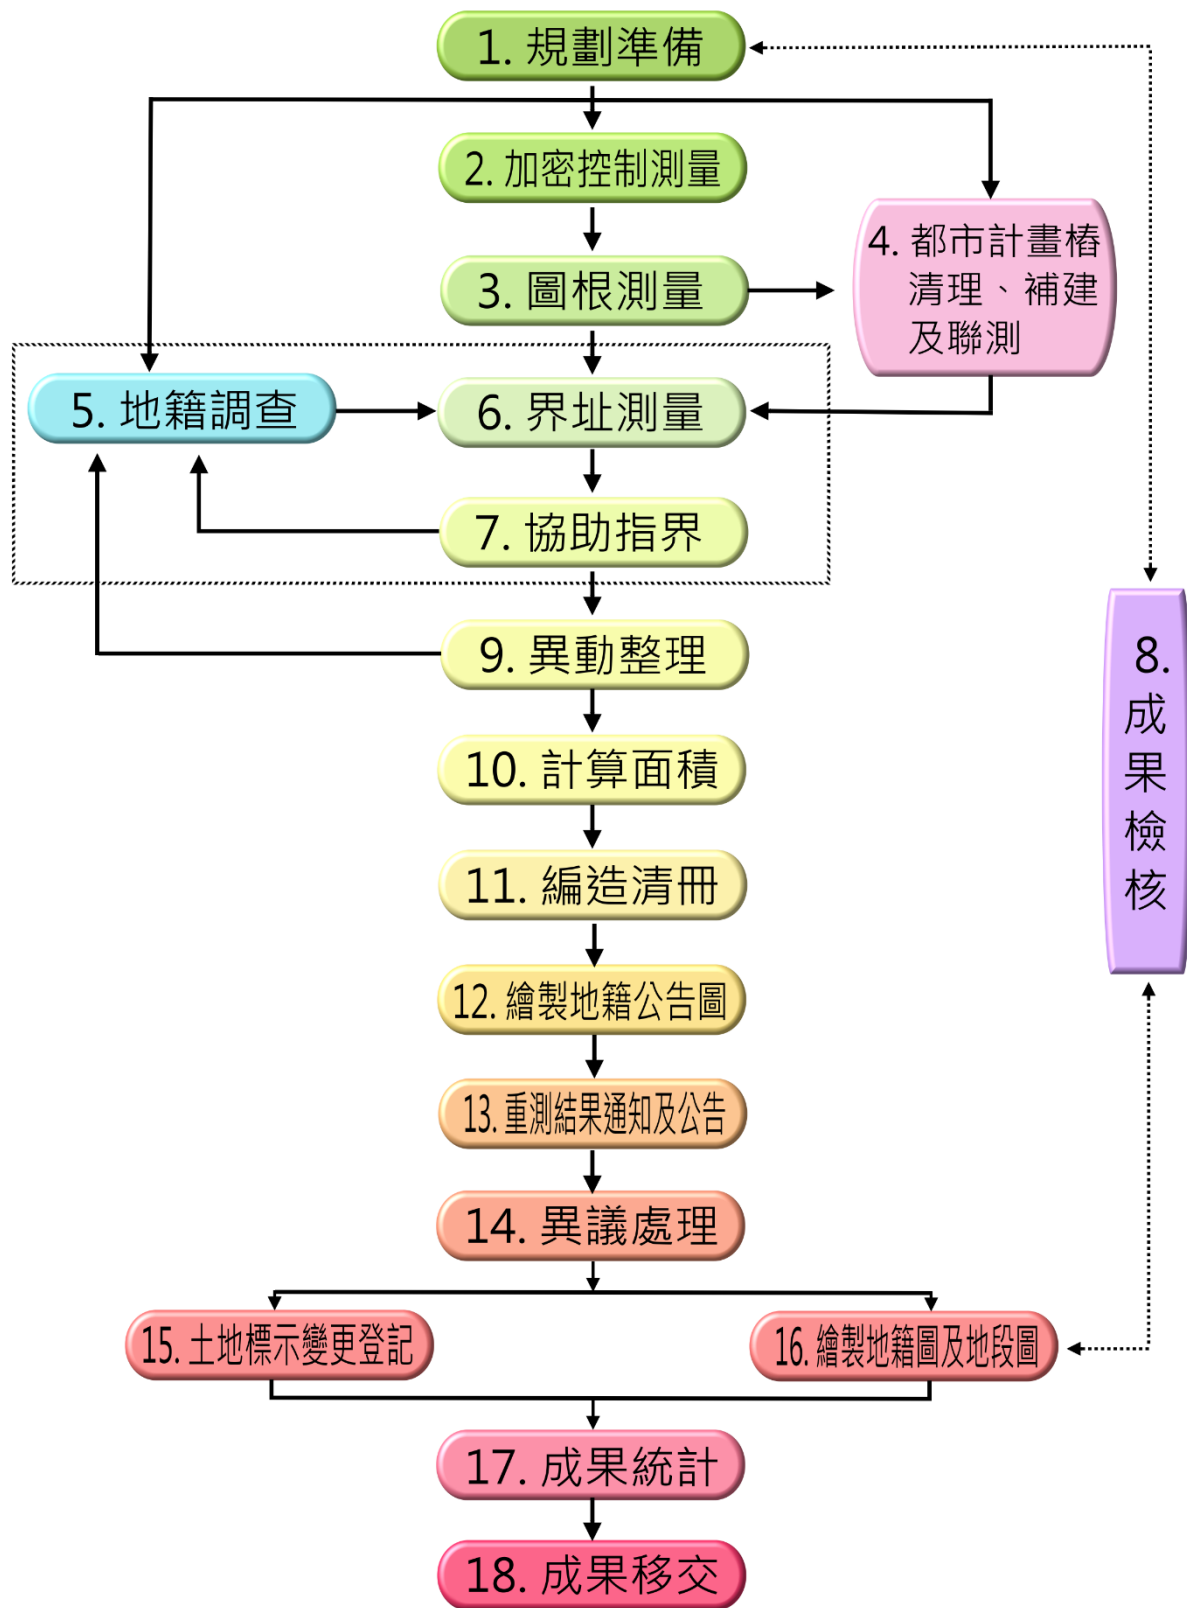 1. 規劃準備
2. 加密控制測量
3. 圖根測量
4. 都市計畫樁
清理、補建
及聯測
5. 地籍調查
6. 界址測量
7. 協助指界
8.
成
果
檢
核
9. 異動整理
10. 計算面積
11. 編造清冊
12. 繪製地籍公告圖
13. 重測結果通知及公告
14. 異議處理
15. 土地標示變更登記
16. 繪製地籍圖及地段圖
17. 成果統計
18. 成果移交